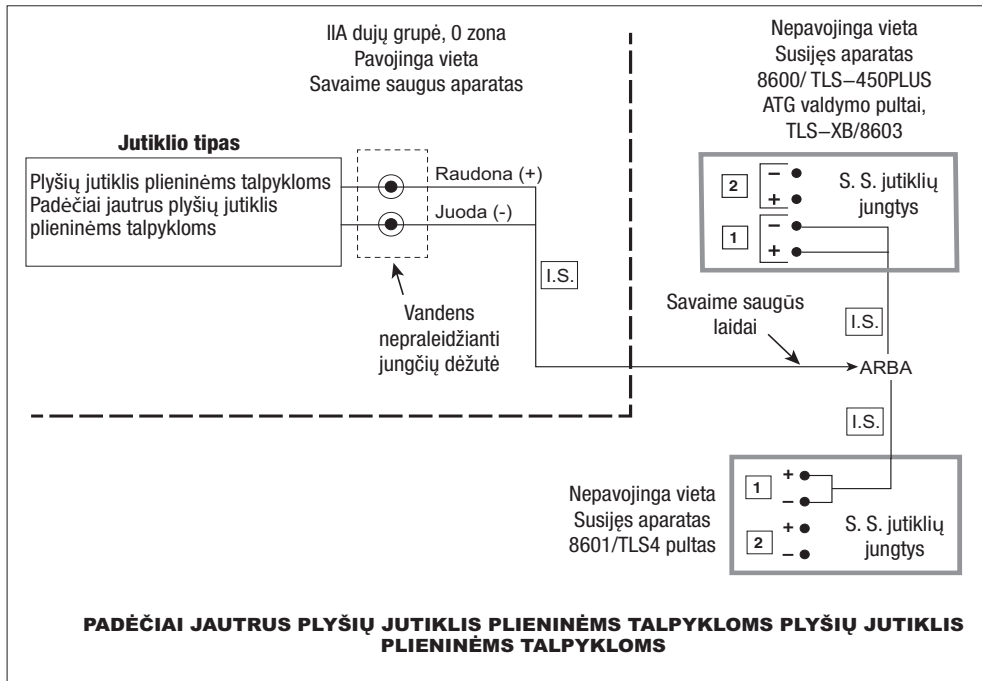 IIA dujų grupė, 0 zona
Pavojinga vieta
Savaime saugus aparatas
Nepavojinga vieta
Susijęs aparatas
8600/ TLS–450PLUS
ATG valdymo pultai,
TLS–XB/8603
Jutiklio tipas
Plyšių jutiklis plieninėms talpykloms
Padėčiai jautrus plyšių jutiklis
plieninėms talpykloms
Raudona (+)
Juoda (-)
I.S.
Vandens
nepraleidžianti
jungčių dėžutė
2
–
+
1
–
+
S. S. jutiklių
jungtys
Savaime saugūs
laidai
I.S.
ARBA
I.S.
Nepavojinga vieta
Susijęs aparatas
8601/TLS4 pultas
1
+
–
2
+
–
S. S. jutiklių
jungtys
PADĖČIAI JAUTRUS PLYŠIŲ JUTIKLIS PLIENINĖMS TALPYKLOMS PLYŠIŲ JUTIKLIS
PLIENINĖMS TALPYKLOMS